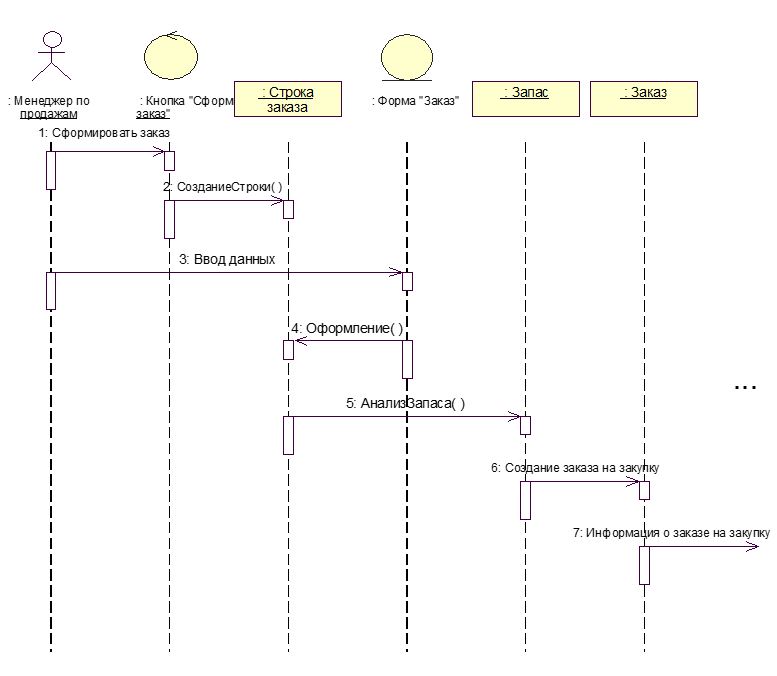 : Менеджер по
продажам
: Кнопка "Сформ
заказ"
: Строка
заказа
: Форма "Заказ"
: Запас
: Заказ
1: Сформировать заказ
2: СозданиеСтроки( )
3: Ввод данных
4: Оформление( )
...
5: АнализЗапаса( )
6: Создание заказа на закупку
7: Информация о заказе на закупку